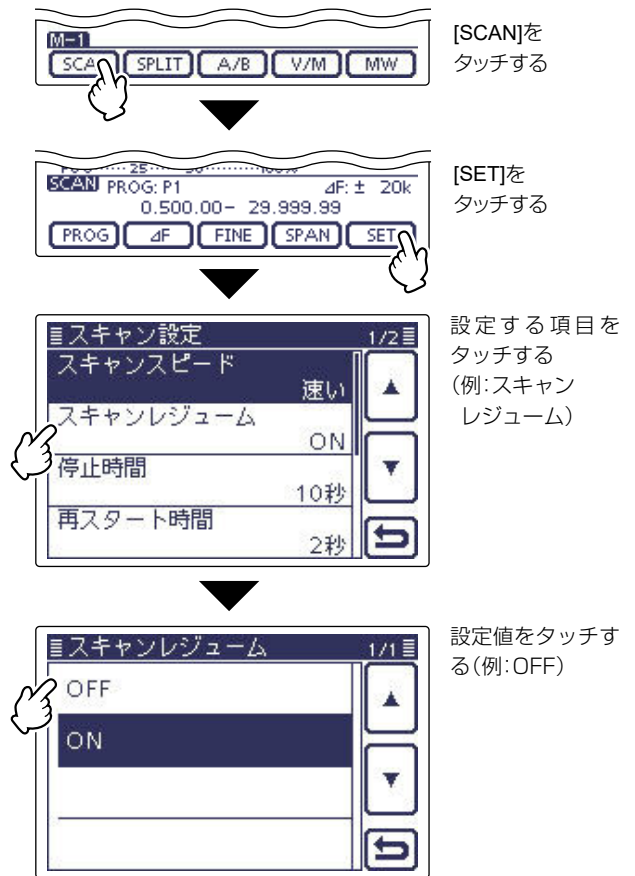 M-1
SCA
SPLIT
A/B
V/M
MW
[SCAN]を
タッチする
SCAN PROG: P1 ⊿F: ± 20k
0.500.00– 29.999.99
PROG
⊿F
FINE
SPAN
SET
[SET]を
タッチする
スキャン設定 1/2
スキャンスピード
速い
スキャンレジューム
ON
停止時間
10秒
再スタート時間
2秒
設定する項目を
タッチする
(例:スキャン
レジューム)
スキャンレジューム 1/1
OFF
ON
設定値をタッチす
る(例:OFF)